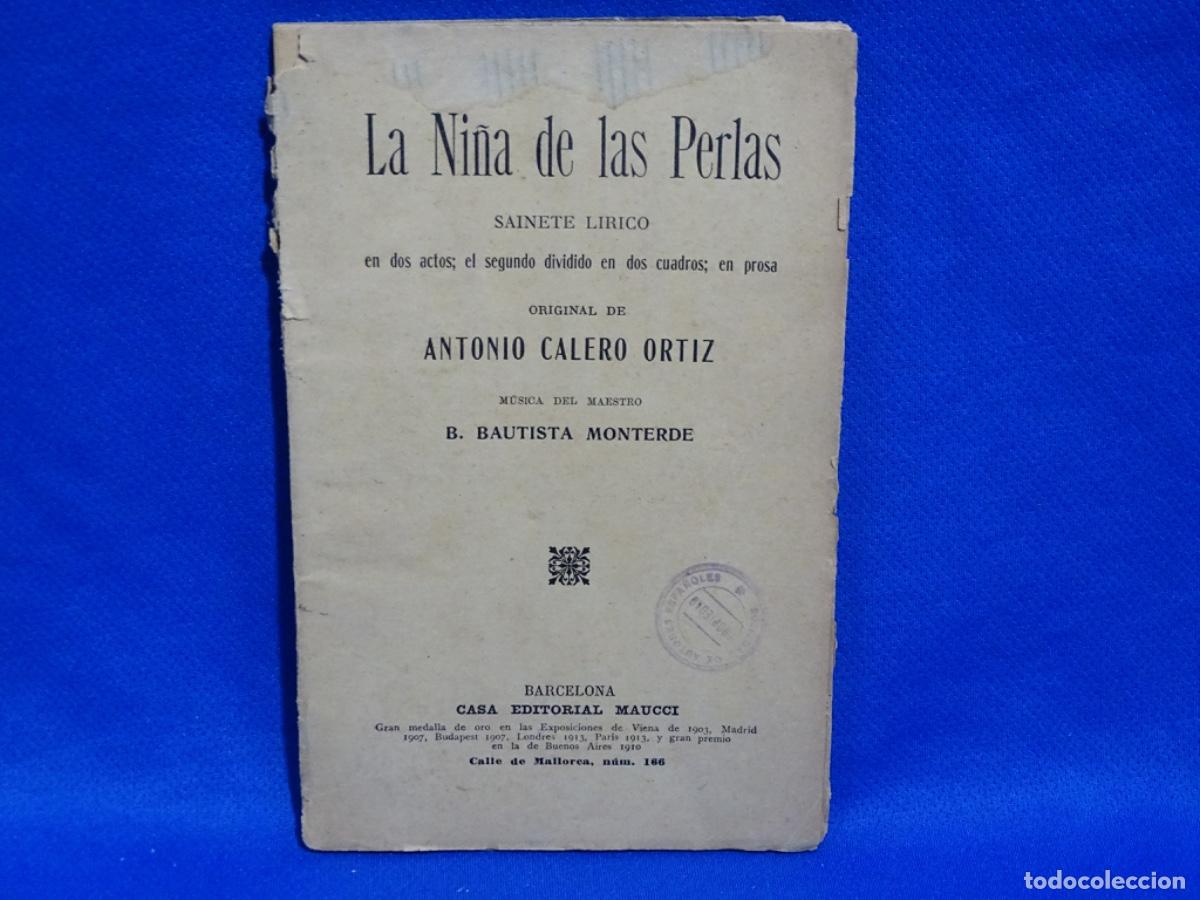 La Niña de las Perlas
SAINETE LIRICO
en dos actos; el segundo dividido en dos cuadros; en prosa
ORIGINAL DE
ANTONIO CALERO ORTIZ
MÚSICA DEL MAESTRO
B. BAUTISTA MONTERDE
DE AUTORES ESPAÑOLES
BARCELONA
CASA EDITORIAL MAUCCI
Gran medalla de oro en las Exposiciones de Viena de 1903, Madrid
1907, Budapest 1907, Londres 1913, París 1913, y gran premio
en la de Buenos Aires 1910
Calle de Mallorca, núm. 166
todocoleccion